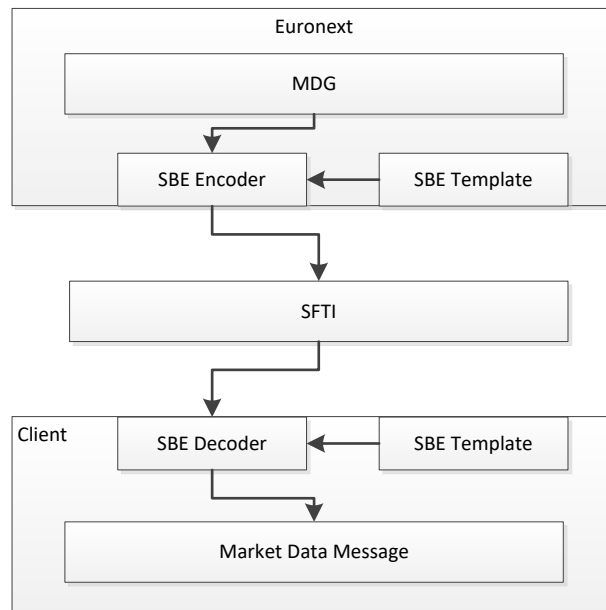 Euronext
MDG
SBE Encoder
SBE Template
SFTI
Client
SBE Decoder
SBE Template
Market Data Message